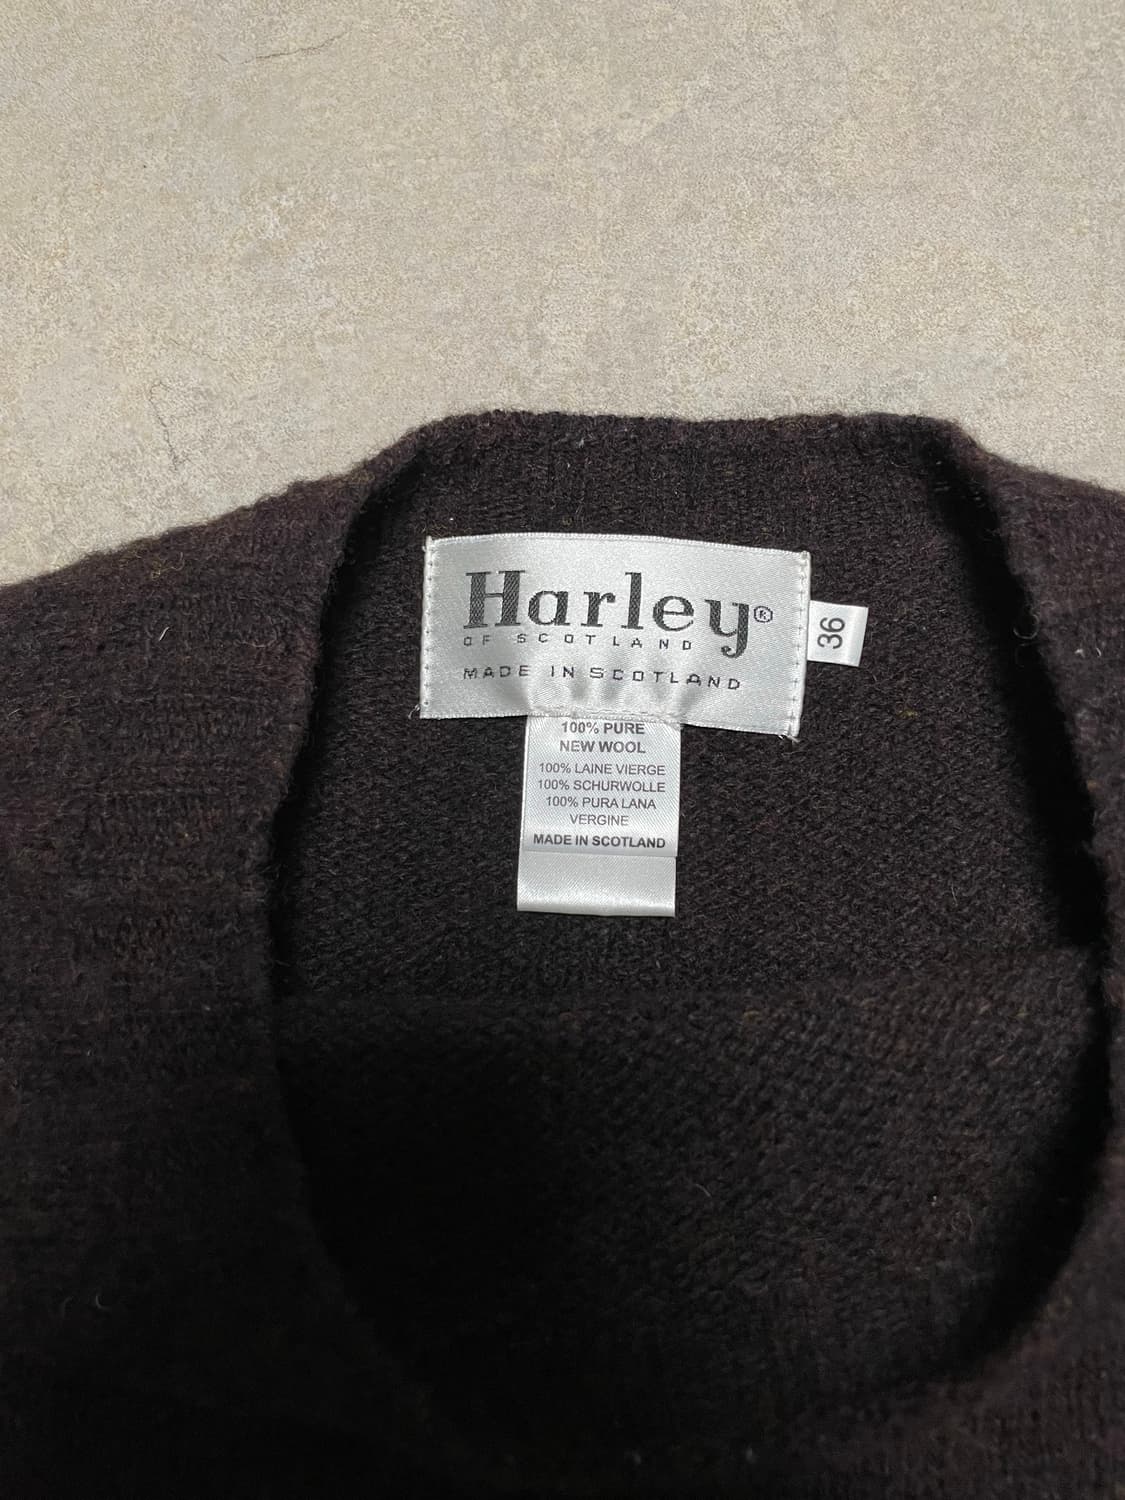 Harley®
OF SCOTLAND
MADE IN SCOTLAND
36
100% PURE
NEW WOOL
100% LAINE VIERGE
100% SCHURWOLLE
100% PURA LANA
VERGINE
MADE IN SCOTLAND